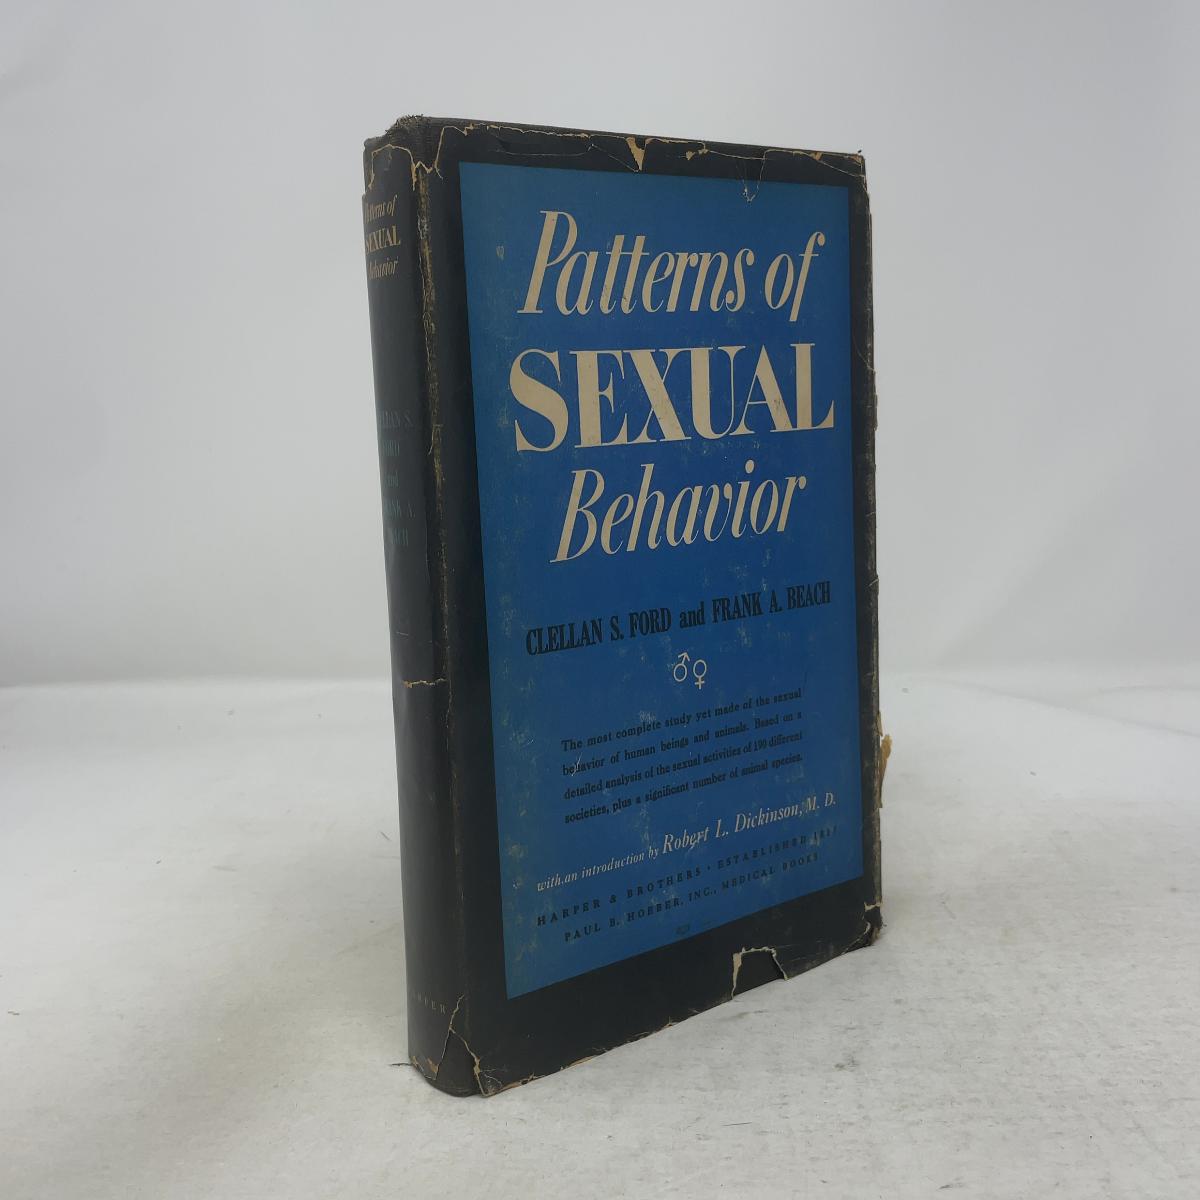 Patterns of
SEXUAL
Behavior
Patterns of
SEXUAL
Behavior
CLELLAN S. FORD and FRANK A. BEACH
♂♀
The most complete study yet made of the sexual
behavior of human beings and animals. Based on a
detailed analysis of the sexual activities of 190 different
societies, plus a significant number of animal species.
with an introduction by Robert L. Dickinson, M. D.
HARPER & BROTHERS · ESTABLISHED 1817
PAUL B. HOEBER, INC., MEDICAL BOOKS